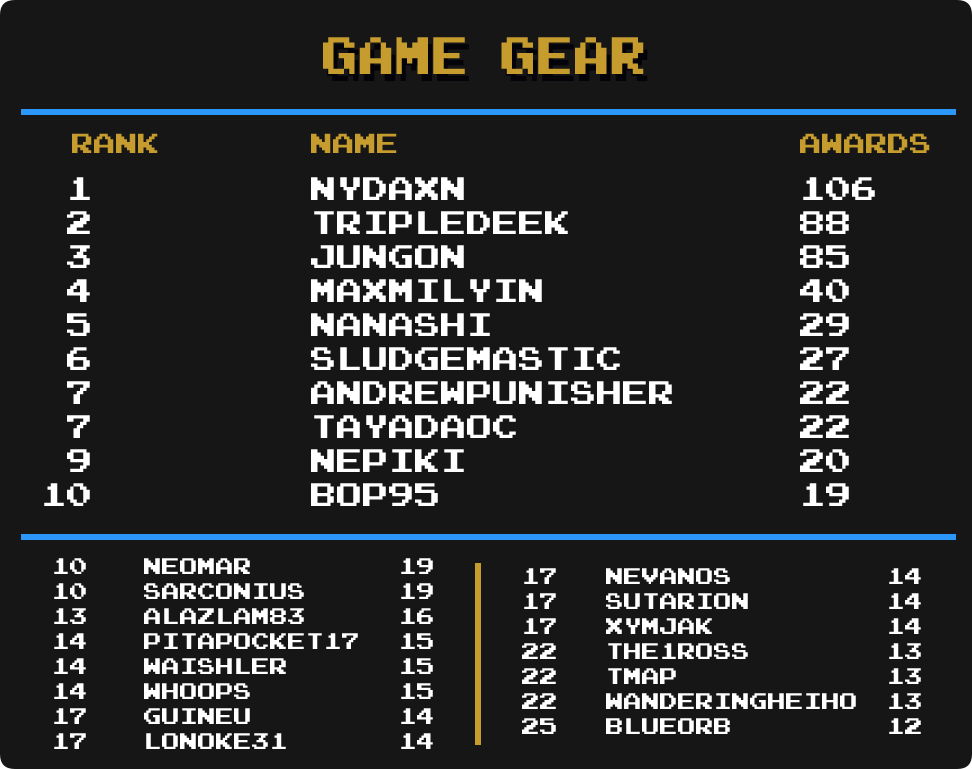 GAME GEAR
RANK NAME AWARDS
1 NYDAXN 106
2 TRIPLEDEEK 88
3 JUNGON 85
4 MAXMILYIN 40
5 NANASHI 29
6 SLUDGEMASTIC 27
7 ANDREWPUNISHER 22
7 TAYADAOC 22
9 NEPIKI 20
10 BOP95 19
10 NEOMAR 19
10 SARCONIUS 19
13 ALAZLAM83 16
14 PITAPOCKET17 15
14 WAISHLER 15
14 WHOOPS 15
17 GUINEU 14
17 LONOKE31 14
17 NEVANOS 14
17 SUTARION 14
17 XYMJAK 14
22 THE1ROSS 13
22 TMAP 13
22 WANDERINGHEIHO 13
25 BLUEORB 12